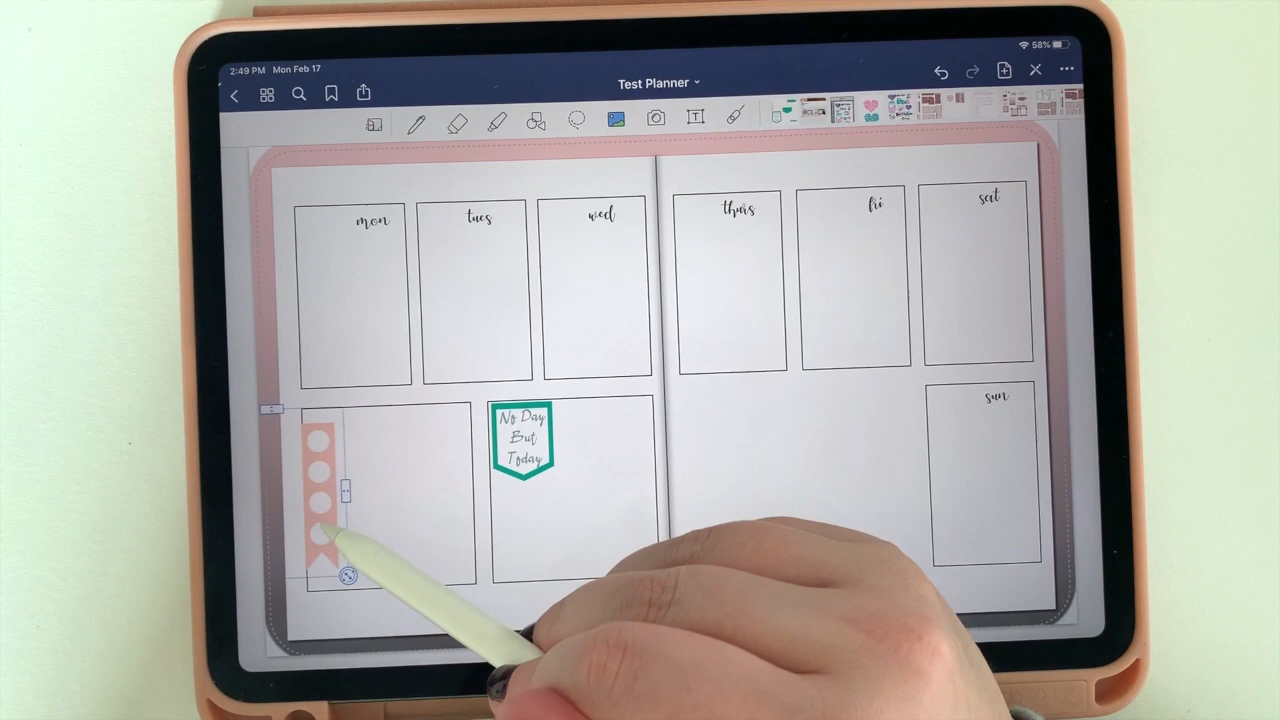 2:49 PM Mon Feb 17
58%
Test Planner
T
mon
tues
wed
thurs
fri
sat
No Day
But
Today
sun